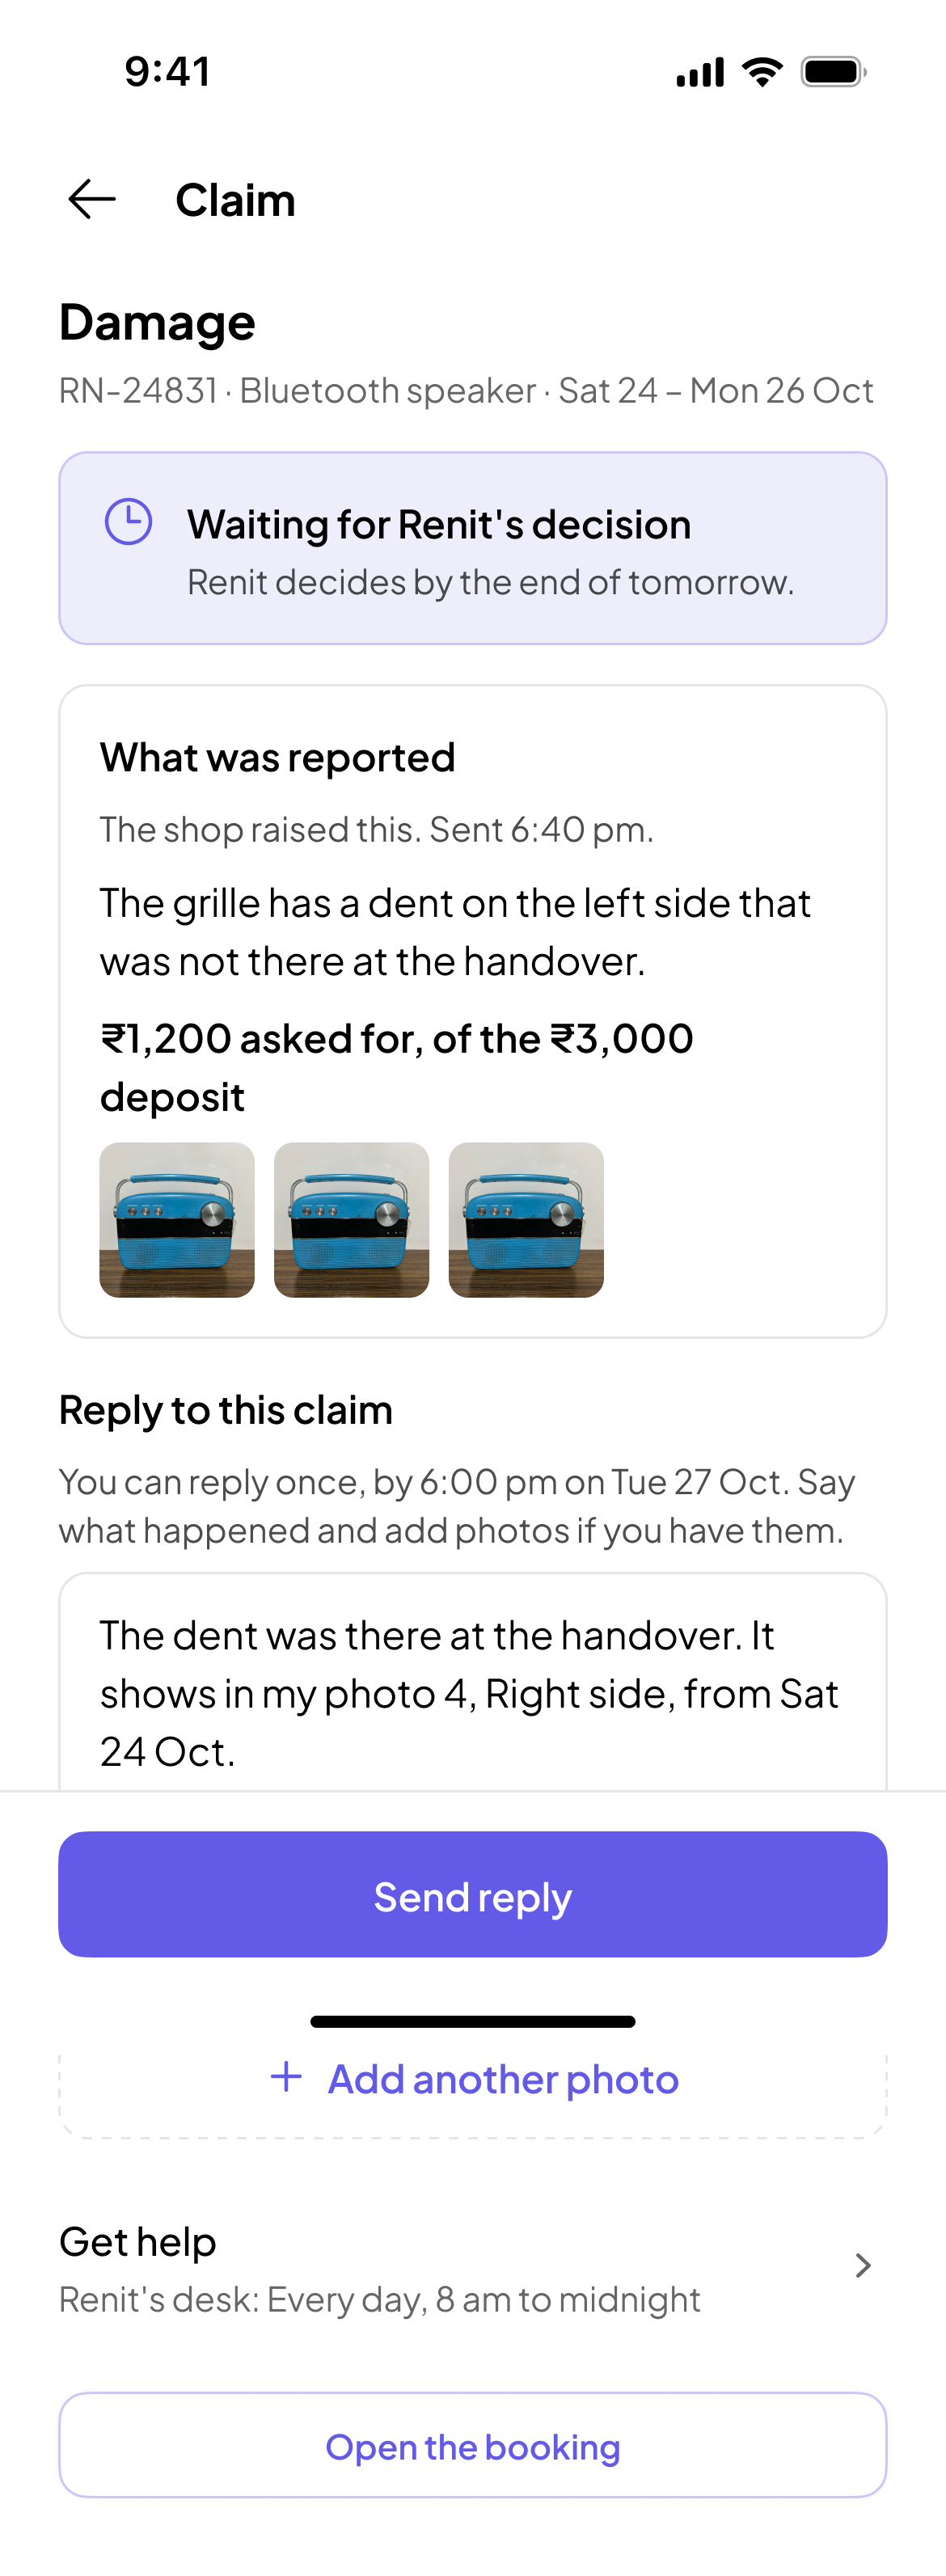 9:41
Claim
Damage
RN-24831 · Bluetooth speaker · Sat 24 – Mon 26 Oct
Waiting for Renit's decision
Renit decides by the end of tomorrow.
What was reported
The shop raised this. Sent 6:40 pm.
The grille has a dent on the left side that
was not there at the handover.
₹1,200 asked for, of the ₹3,000
deposit
Reply to this claim
You can reply once, by 6:00 pm on Tue 27 Oct. Say
what happened and add photos if you have them.
The dent was there at the handover. It
shows in my photo 4, Right side, from Sat
24 Oct.
Send reply
Add another photo
Get help
Renit's desk: Every day, 8 am to midnight
Open the booking